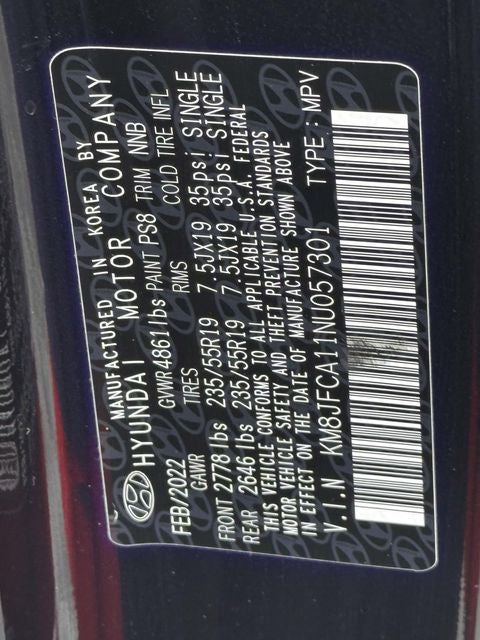 MANUFACTURED IN KOREA BY
HYUNDAI MOTOR COMPANY
FEB/2022 GVWR 4861 lbs PAINT PS8 TRIM NNB
GAWR TIRES RIMS COLD TIRE INFL
FRONT 2778 lbs 235/55R19 7.5JX19 35psi SINGLE
REAR 2646 lbs 235/55R19 7.5JX19 35psi SINGLE
THIS VEHICLE CONFORMS TO ALL APPLICABLE U.S.A. FEDERAL
MOTOR VEHICLE SAFETY AND THEFT PREVENTION STANDARDS
IN EFFECT ON THE DATE OF MANUFACTURE SHOWN ABOVE
V.I.N KM8JFCA11NU057301 TYPE : MPV